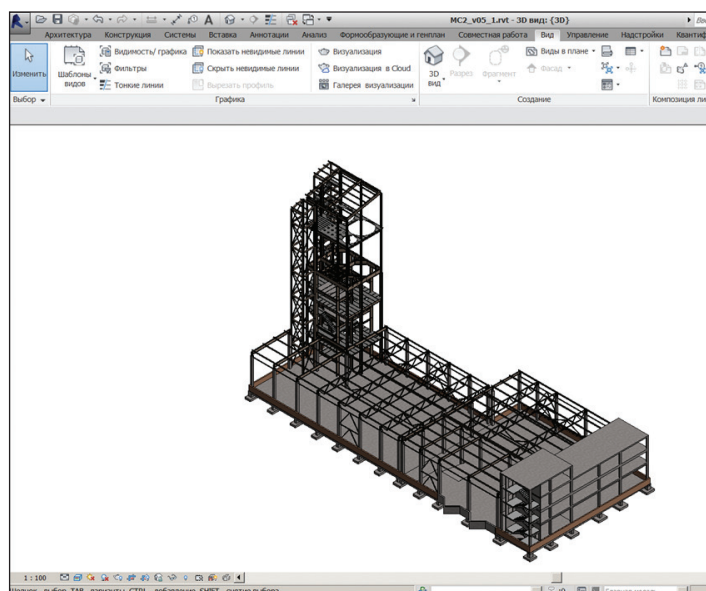 MC2_v05_1.rvt - 3D вид: {3D}
Архитектура Конструкция Системы Вставка Аннотации Анализ Формообразующие и генплан Совместная работа Вид Управление Надстройки
Изменить Шаблоны видов Видимость/ графика Показать невидимые линии Визуализация 3D вид Разрез Фрагмент Виды в плане
Фильтры Скрыть невидимые линии Визуализация в Cloud Фасад
Тонкие линии Вырезать профиль Галерея визуализации
Выбор Графика Создание Композиция
1 : 100